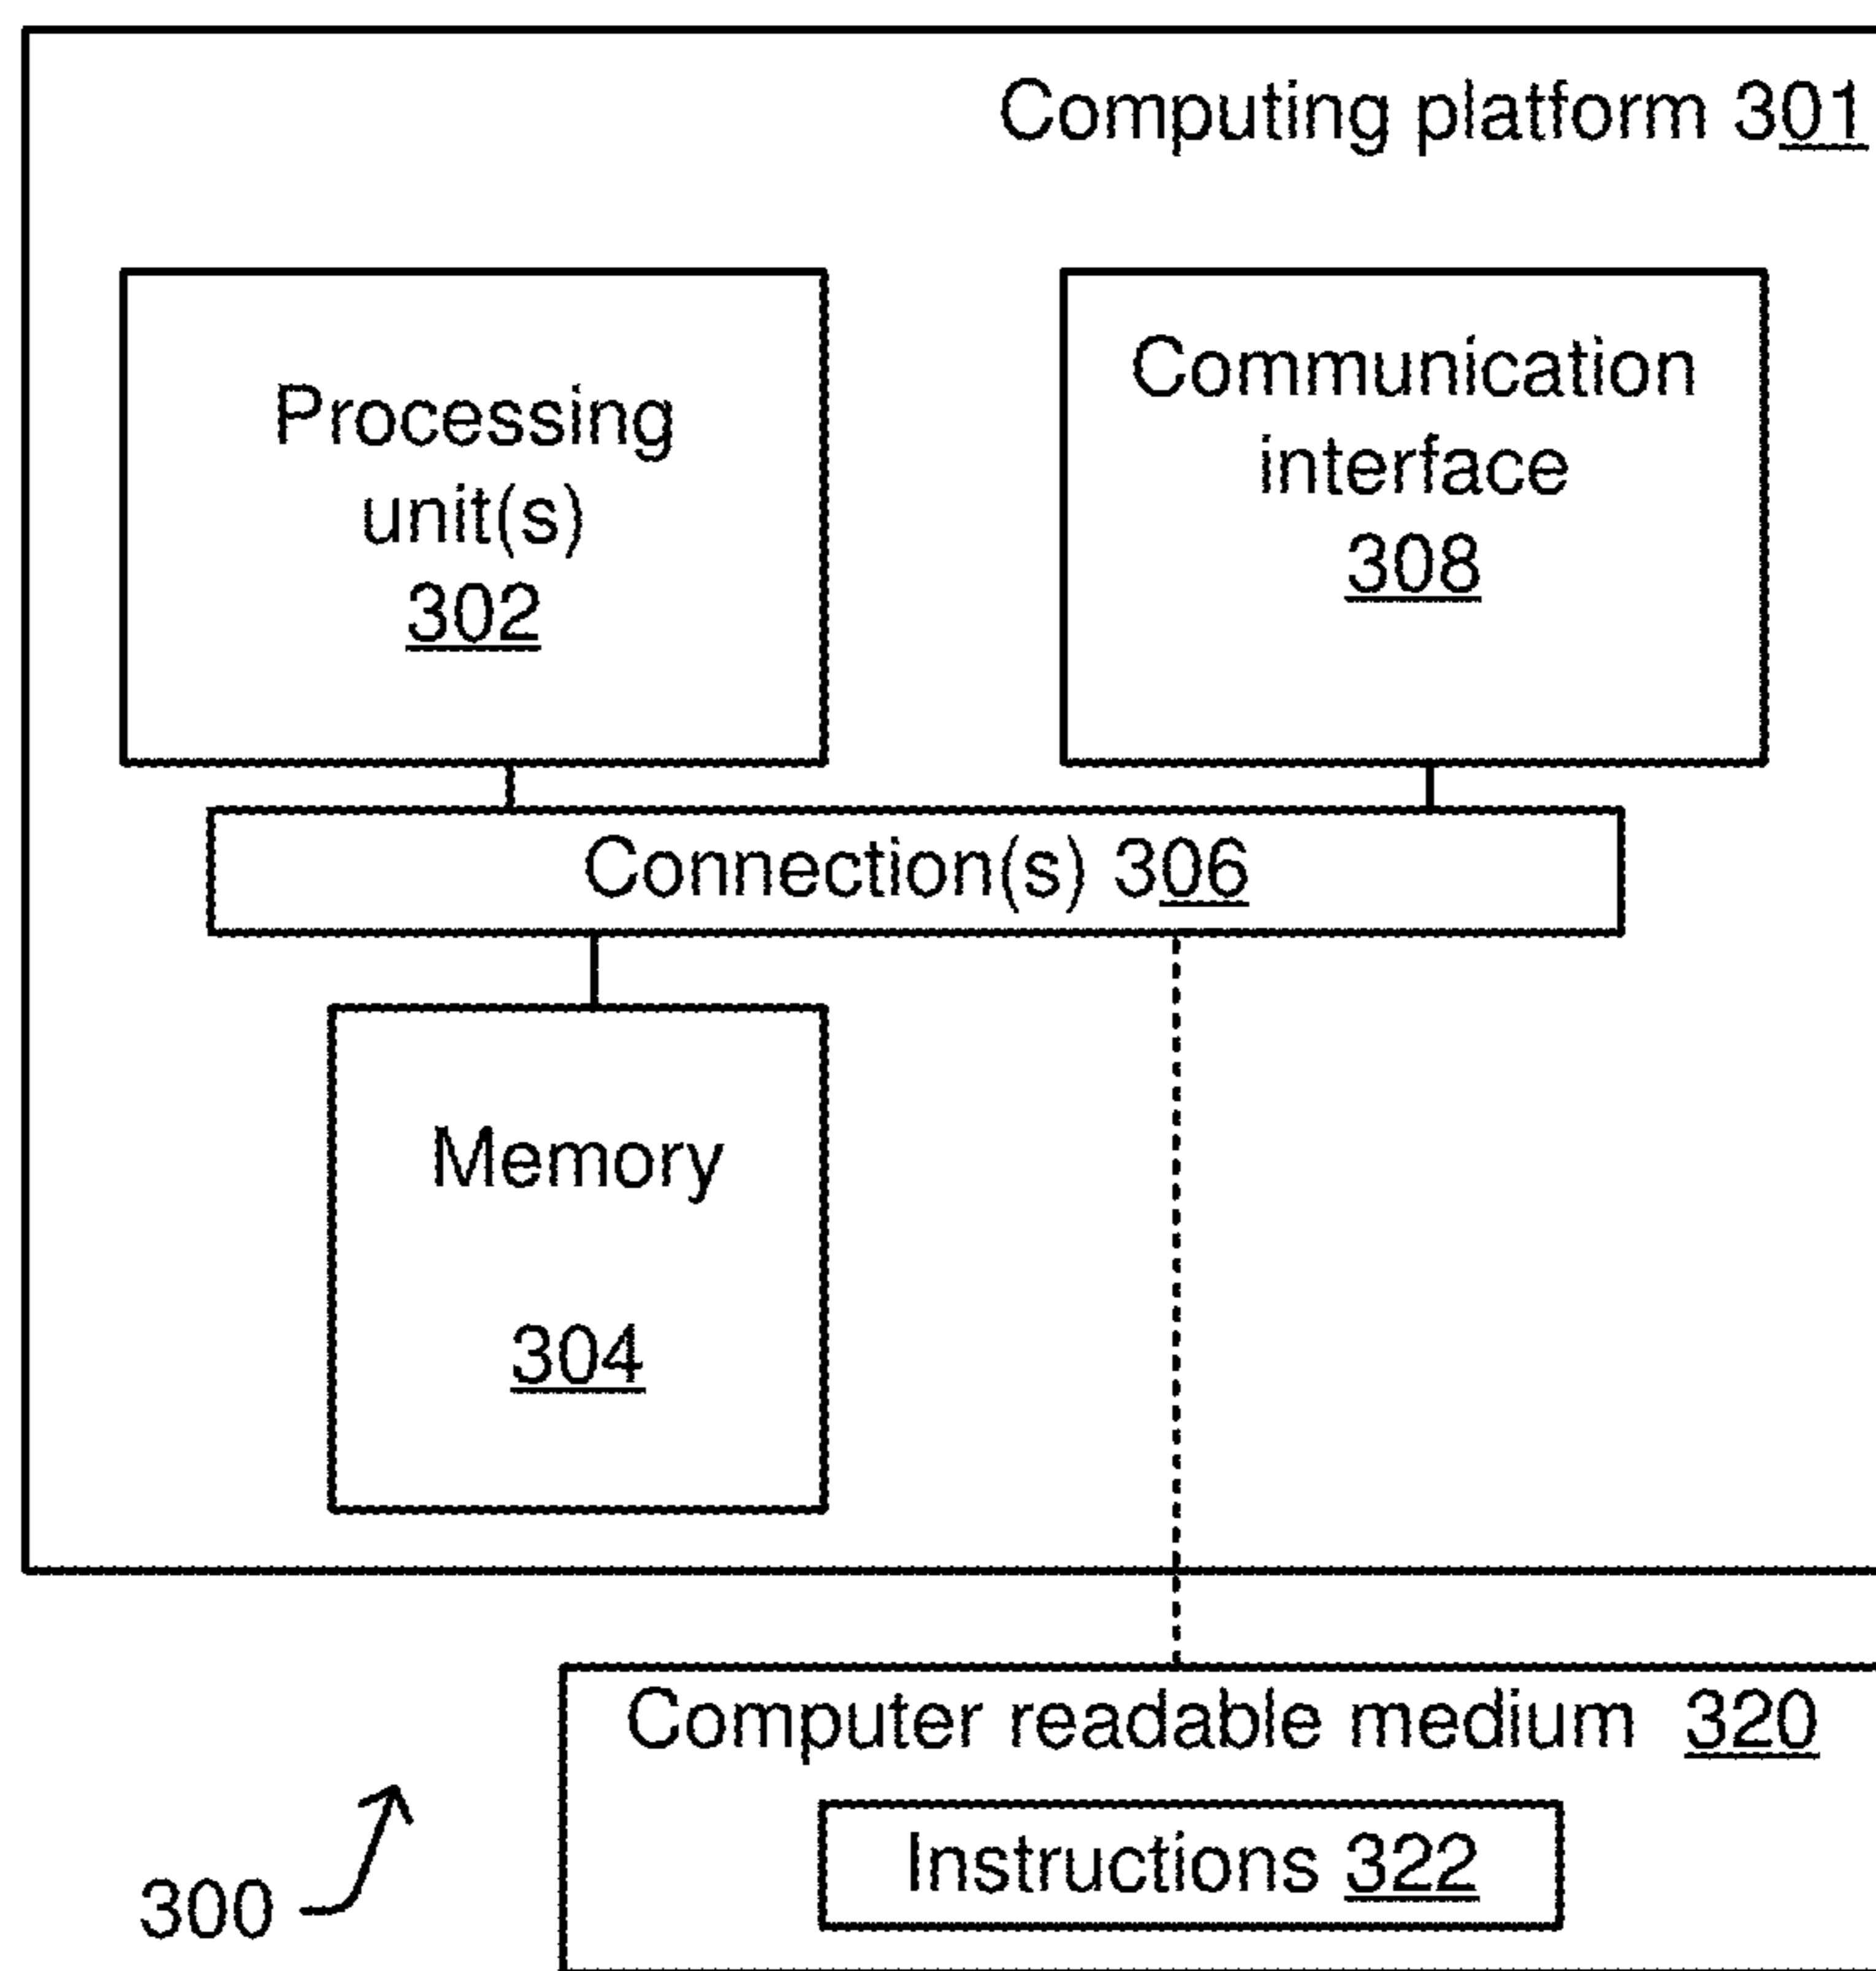 Computing platform 301
Processing
unit(s)
302
Communication
interface
308
Connection(s) 306
Memory
304
Computer readable medium 320
Instructions 322
300